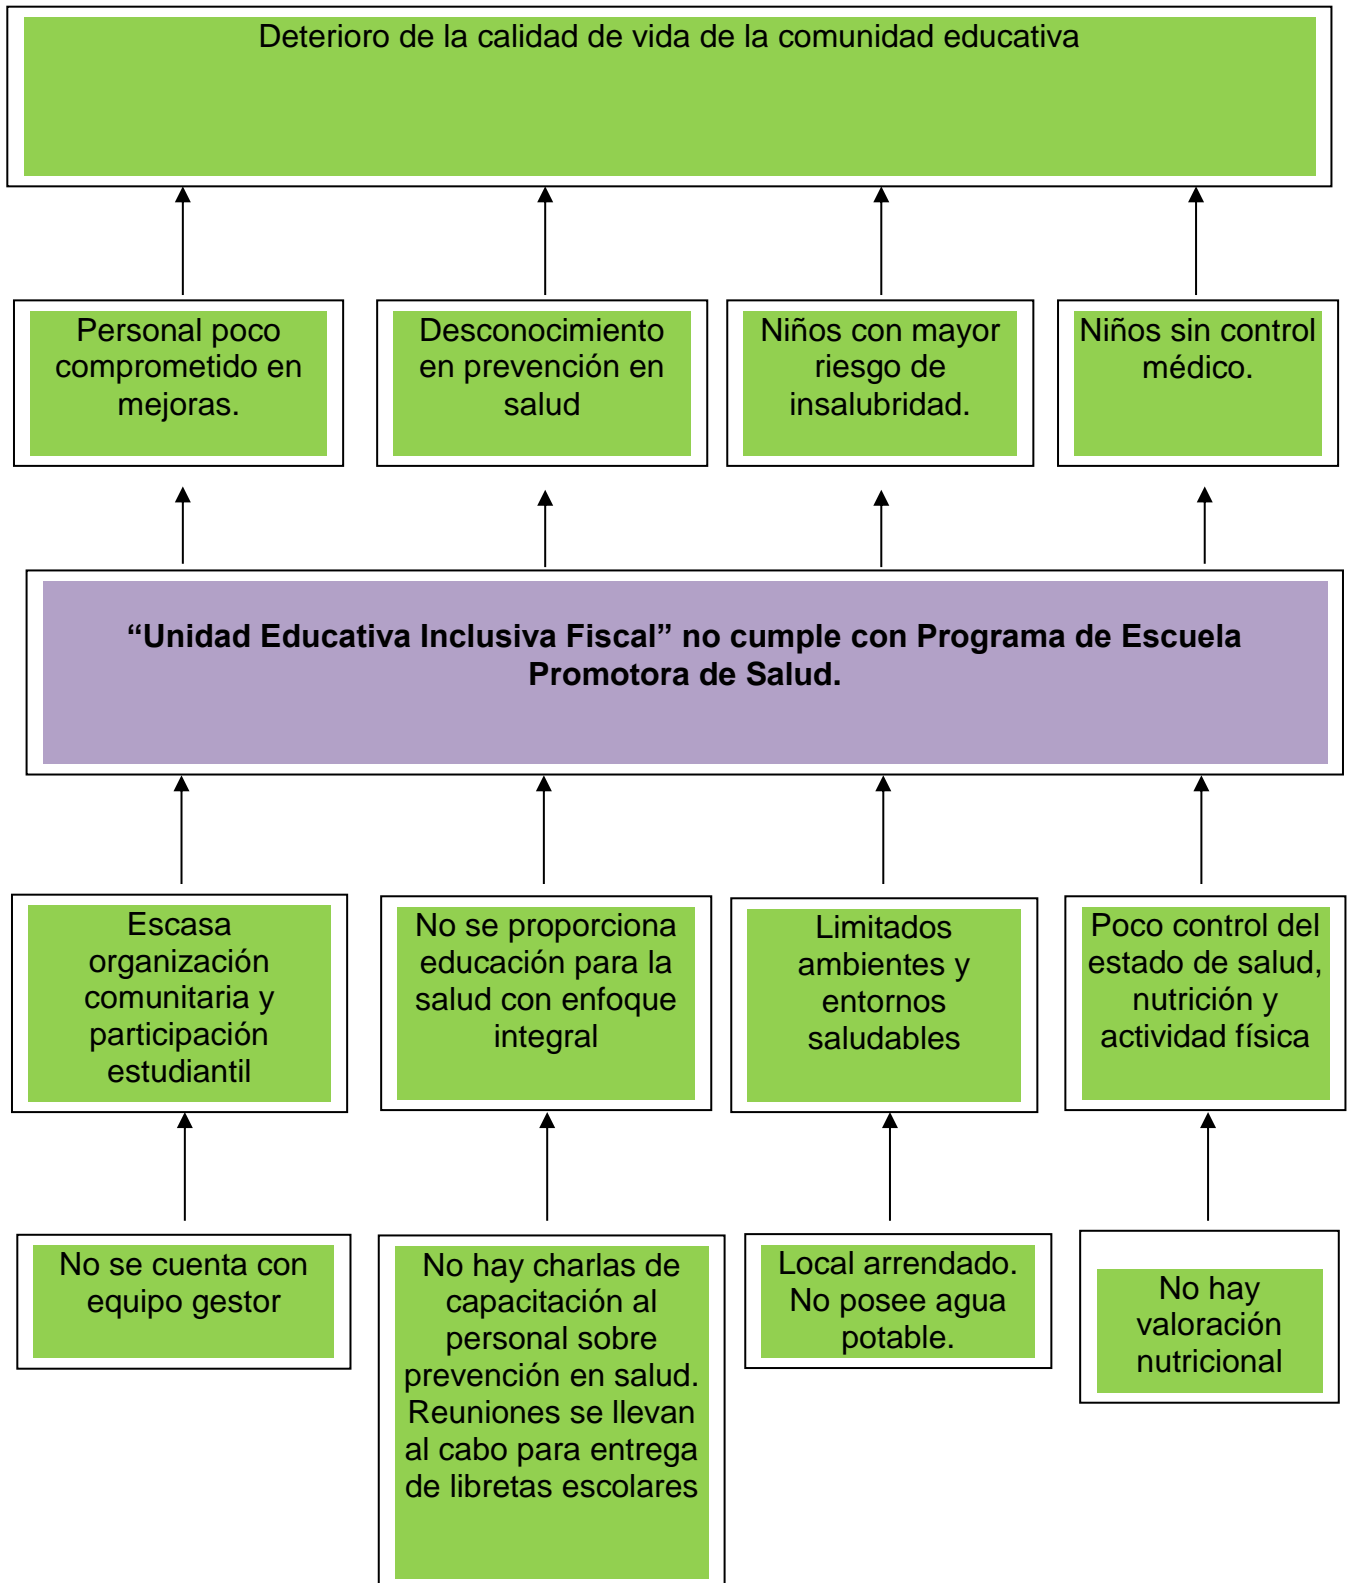 Deterioro de la calidad de vida de la comunidad educativa
Personal poco
comprometido en
mejoras.
Desconocimiento
en prevención en
salud
Niños con mayor
riesgo de
insalubridad.
Niños sin control
médico.
“Unidad Educativa Inclusiva Fiscal” no cumple con Programa de Escuela
Promotora de Salud.
Escasa
organización
comunitaria y
participación
estudiantil
No se proporciona
educación para la
salud con enfoque
integral
Limitados
ambientes y
entornos
saludables
Poco control del
estado de salud,
nutrición y
actividad física
No se cuenta con
equipo gestor
No hay charlas de
capacitación al
personal sobre
prevención en salud.
Reuniones se llevan
al cabo para entrega
de libretas escolares
Local arrendado.
No posee agua
potable.
No hay
valoración
nutricional